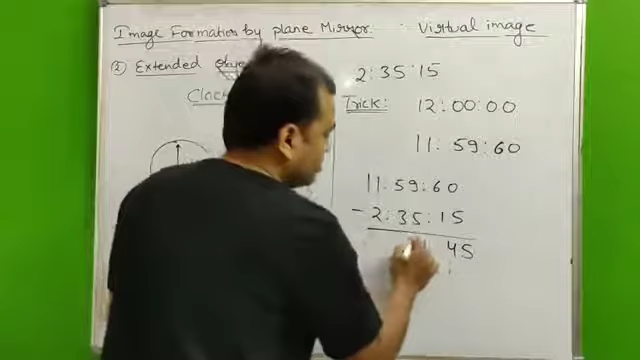 Image Formation by plane Mirror. Virtual image
② Extended
Clock
2:35:15
Trick: 12:00:00
11:59:60
11:59:60
- 2:35:15
45